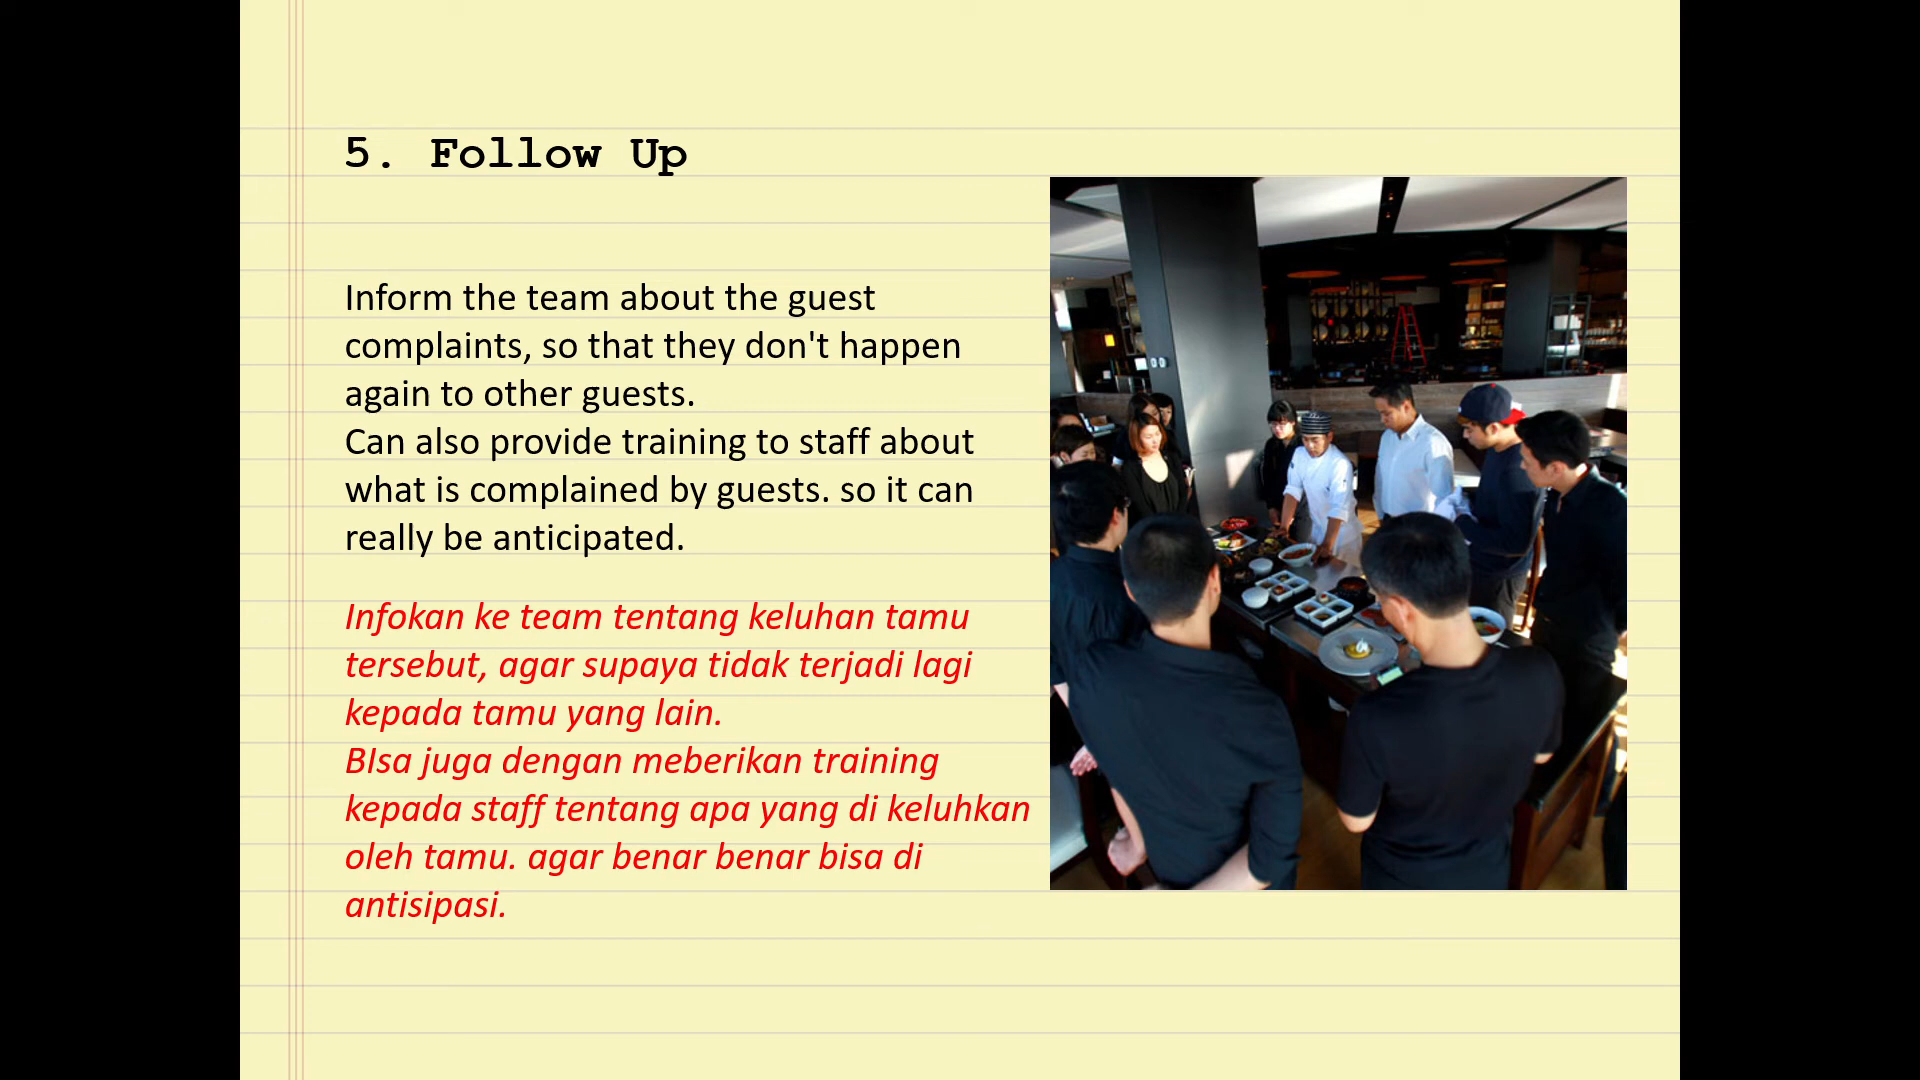 5. Follow Up
Inform the team about the guest
complaints, so that they don't happen
again to other guests.
Can also provide training to staff about
what is complained by guests. so it can
really be anticipated.
Infokan ke team tentang keluhan tamu
tersebut, agar supaya tidak terjadi lagi
kepada tamu yang lain.
BIsa juga dengan meberikan training
kepada staff tentang apa yang di keluhkan
oleh tamu. agar benar benar bisa di
antisipasi.